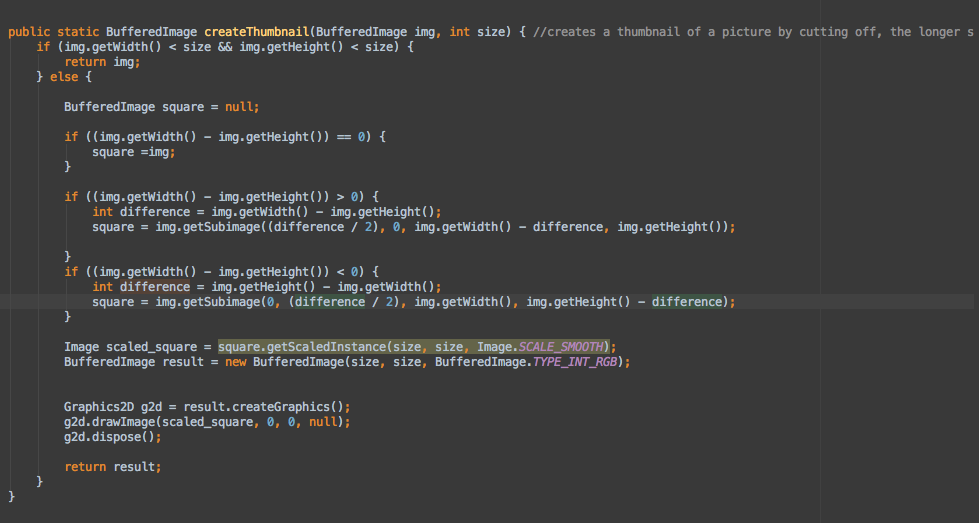 public static BufferedImage createThumbnail(BufferedImage img, int size) { //creates a thumbnail of a picture by cutting off, the longer s
if (img.getWidth() < size && img.getHeight() < size) {
return img;
} else {
BufferedImage square = null;
if ((img.getWidth() - img.getHeight()) == 0) {
square =img;
}
if ((img.getWidth() - img.getHeight()) > 0) {
int difference = img.getWidth() - img.getHeight();
square = img.getSubimage((difference / 2), 0, img.getWidth() - difference, img.getHeight());
}
if ((img.getWidth() - img.getHeight()) < 0) {
int difference = img.getHeight() - img.getWidth();
square = img.getSubimage(0, (difference / 2), img.getWidth(), img.getHeight() - difference);
}
Image scaled_square = square.getScaledInstance(size, size, Image.SCALE_SMOOTH);
BufferedImage result = new BufferedImage(size, size, BufferedImage.TYPE_INT_RGB);
Graphics2D g2d = result.createGraphics();
g2d.drawImage(scaled_square, 0, 0, null);
g2d.dispose();
return result;
}
}